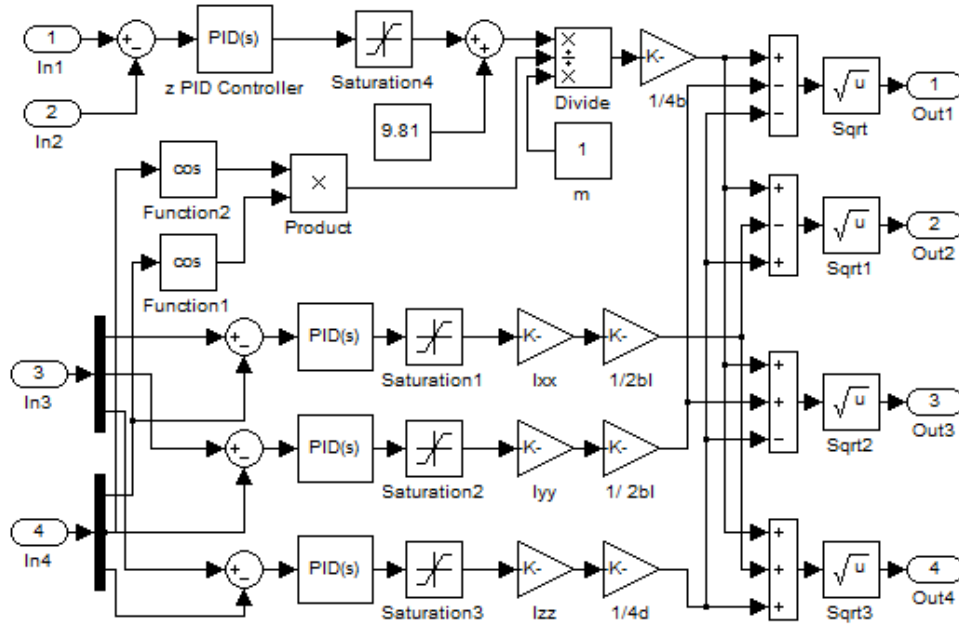 1
In1
+
−
PID(s)
z PID Controller
Saturation4
+
+
×
÷
×
Divide
K-
1/4b
+
−
−
√u
Sqrt
1
Out1
2
In2
9.81
1
m
cos
Function2
×
Product
cos
Function1
+
−
+
√u
Sqrt1
2
Out2
3
In3
+
−
PID(s)
Saturation1
K-
Ixx
K-
1/2bl
+
+
−
√u
Sqrt2
3
Out3
+
−
PID(s)
Saturation2
K-
Iyy
K-
1/ 2bl
4
In4
+
−
PID(s)
Saturation3
K-
Izz
K-
1/4d
+
+
+
√u
Sqrt3
4
Out4